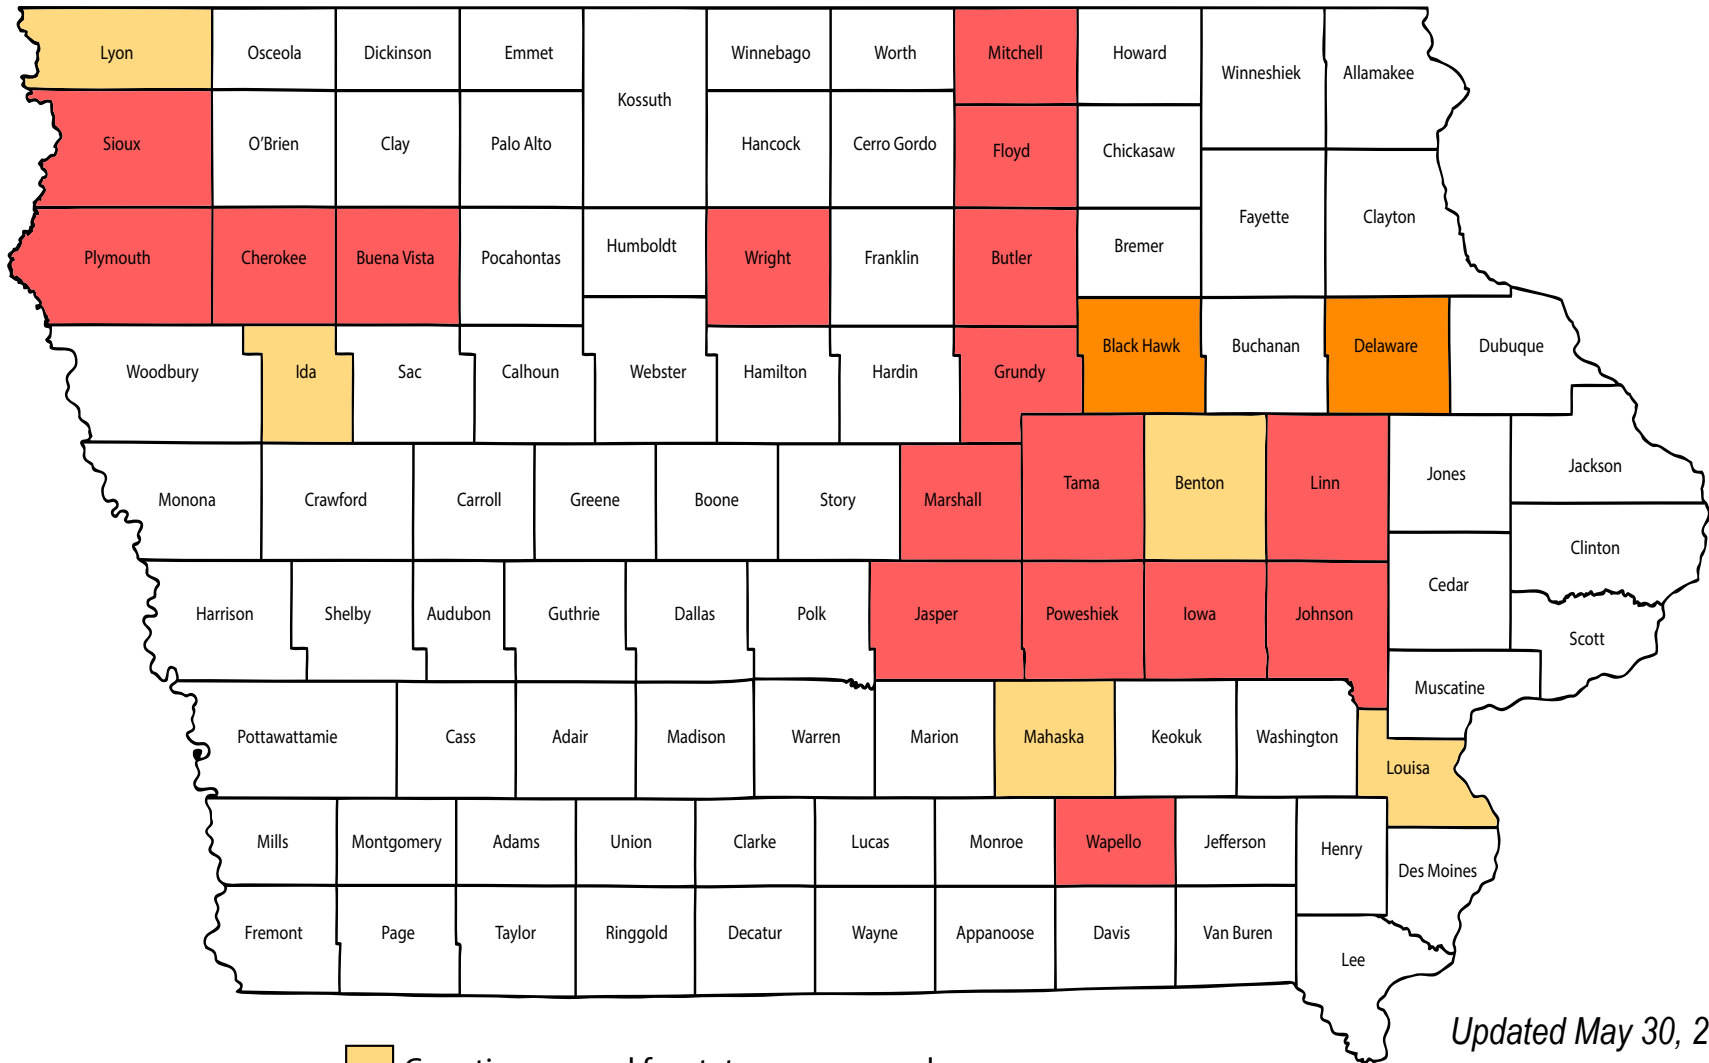 Lyon Osceola Dickinson Emmet Kossuth Winnebago Worth Mitchell Howard Winneshiek Allamakee
Sioux O'Brien Clay Palo Alto Hancock Cerro Gordo Floyd Chickasaw
Plymouth Cherokee Buena Vista Pocahontas Humboldt Wright Franklin Butler Bremer Fayette Clayton
Woodbury Ida Sac Calhoun Webster Hamilton Hardin Grundy Black Hawk Buchanan Delaware Dubuque
Monona Crawford Carroll Greene Boone Story Marshall Tama Benton Linn Jones Jackson
Clinton
Harrison Shelby Audubon Guthrie Dallas Polk Jasper Poweshiek Iowa Johnson Cedar Scott
Muscatine
Pottawattamie Cass Adair Madison Warren Marion Mahaska Keokuk Washington Louisa
Mills Montgomery Adams Union Clarke Lucas Monroe Wapello Jefferson Henry Des Moines
Fremont Page Taylor Ringgold Decatur Wayne Appanoose Davis Van Buren Lee
Updated May 30, 2